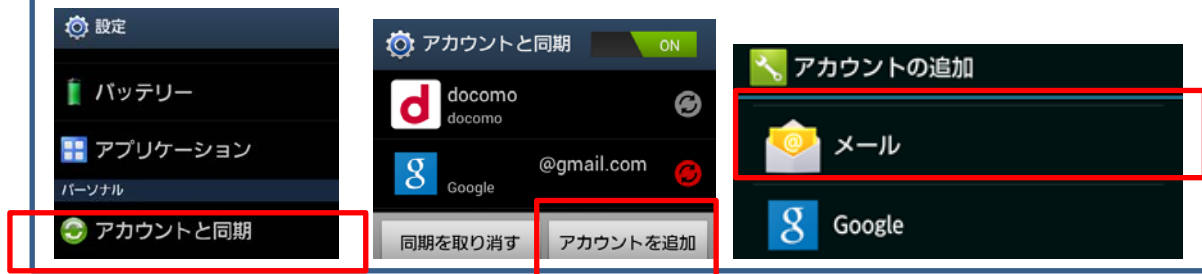 設定
バッテリー
アプリケーション
パーソナル
アカウントと同期
アカウントと同期 ON
docomo
docomo
@gmail.com
Google
同期を取り消す アカウントを追加
アカウントの追加
メール
Google